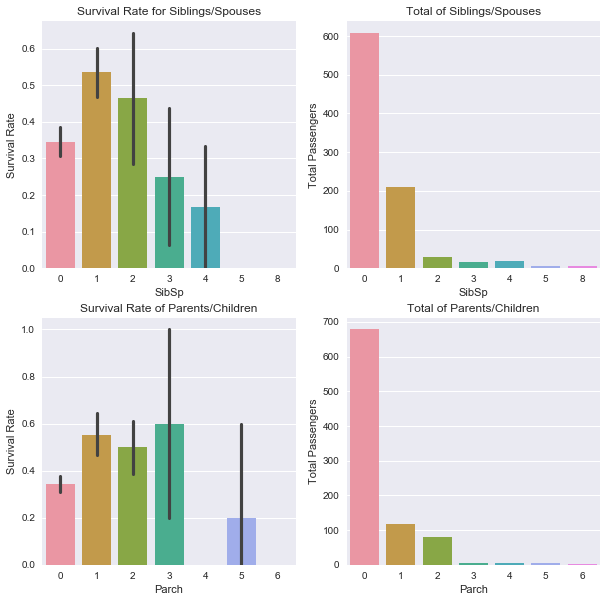 Survival Rate for Siblings/Spouses
Survival Rate
0.6
0.5
0.4
0.3
0.2
0.1
0.0
0 1 2 3 4 5 8
SibSp
Total of Siblings/Spouses
Total Passengers
600
500
400
300
200
100
0
0 1 2 3 4 5 8
SibSp
Survival Rate of Parents/Children
Survival Rate
1.0
0.8
0.6
0.4
0.2
0.0
0 1 2 3 4 5 6
Parch
Total of Parents/Children
Total Passengers
700
600
500
400
300
200
100
0
0 1 2 3 4 5 6
Parch